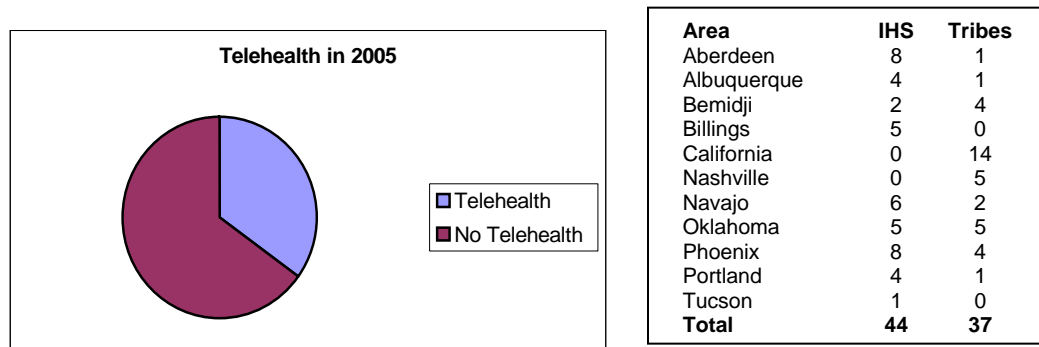 Telehealth in 2005
Telehealth
No Telehealth
Area IHS Tribes
Aberdeen 8 1
Albuquerque 4 1
Bemidji 2 4
Billings 5 0
California 0 14
Nashville 0 5
Navajo 6 2
Oklahoma 5 5
Phoenix 8 4
Portland 4 1
Tucson 1 0
Total 44 37